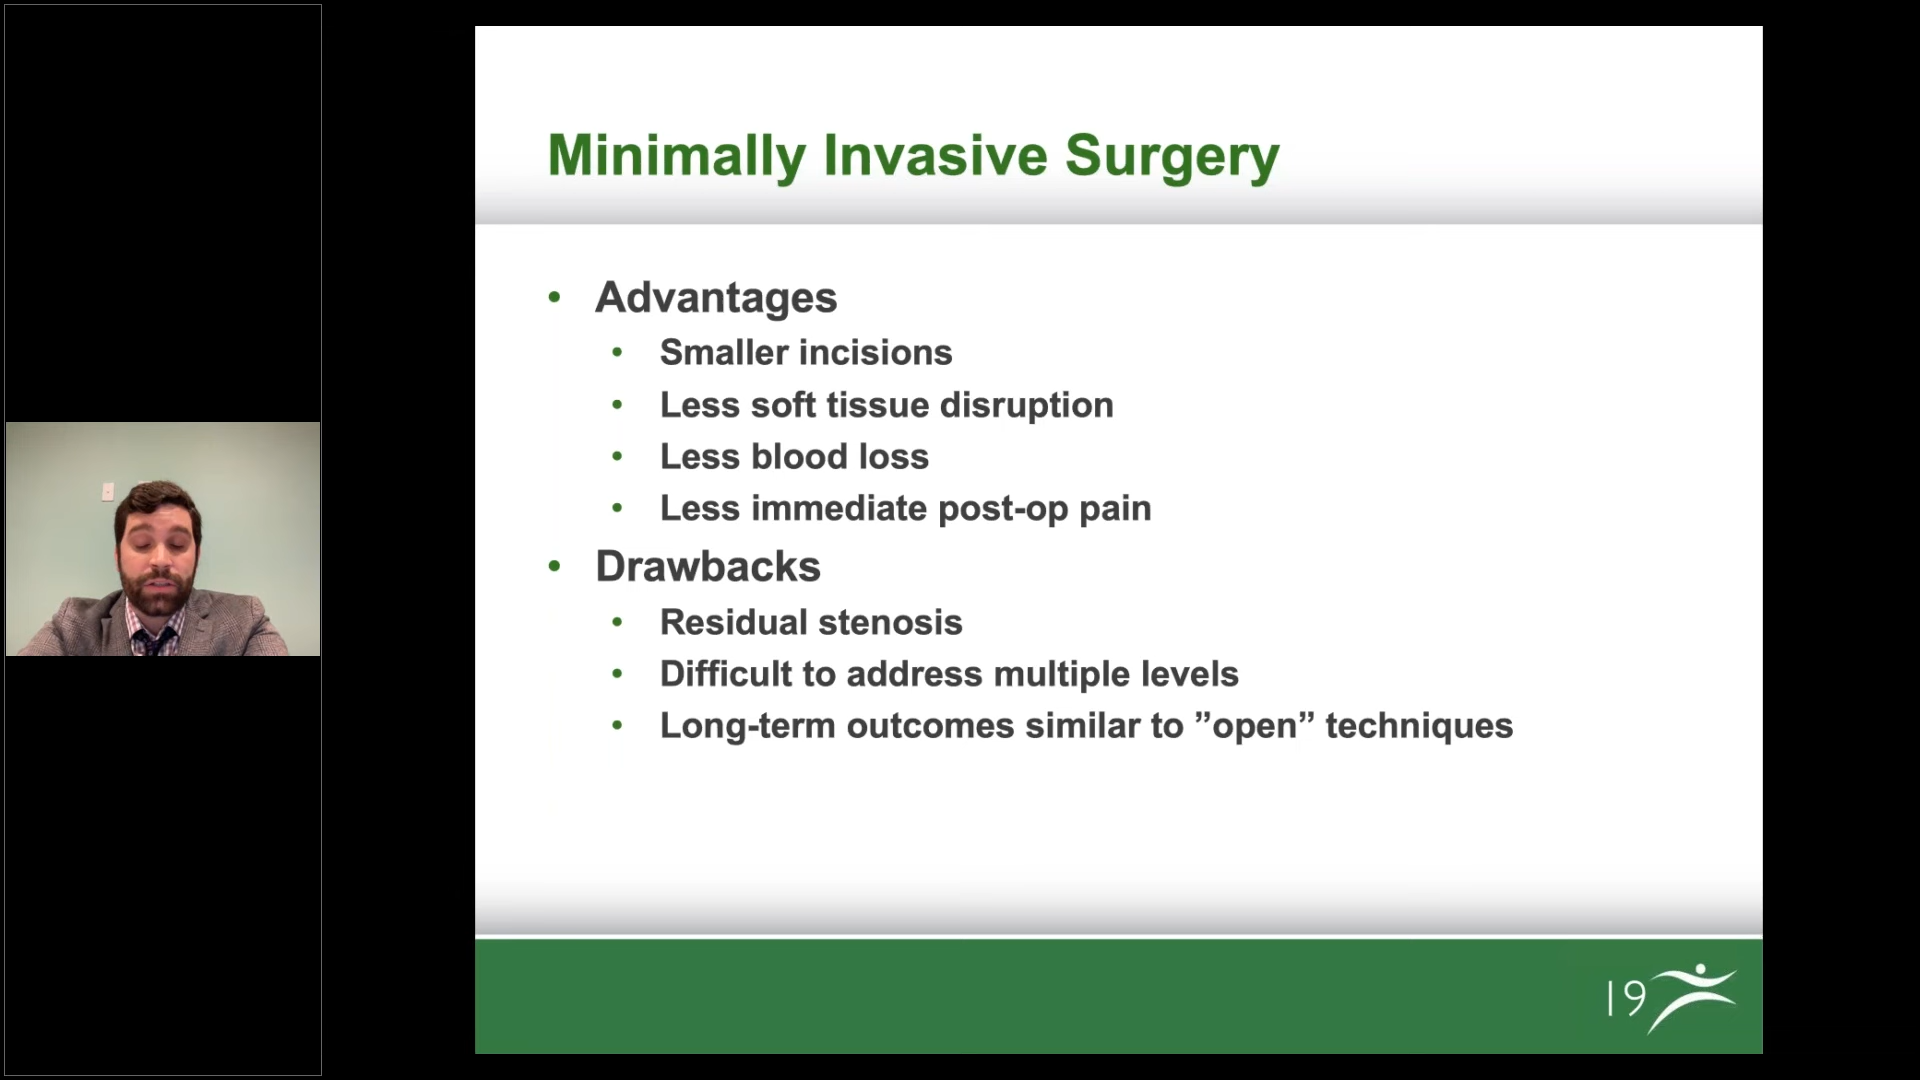 Minimally Invasive Surgery
• Advantages
• Smaller incisions
• Less soft tissue disruption
• Less blood loss
• Less immediate post-op pain
• Drawbacks
• Residual stenosis
• Difficult to address multiple levels
• Long-term outcomes similar to ”open” techniques
19